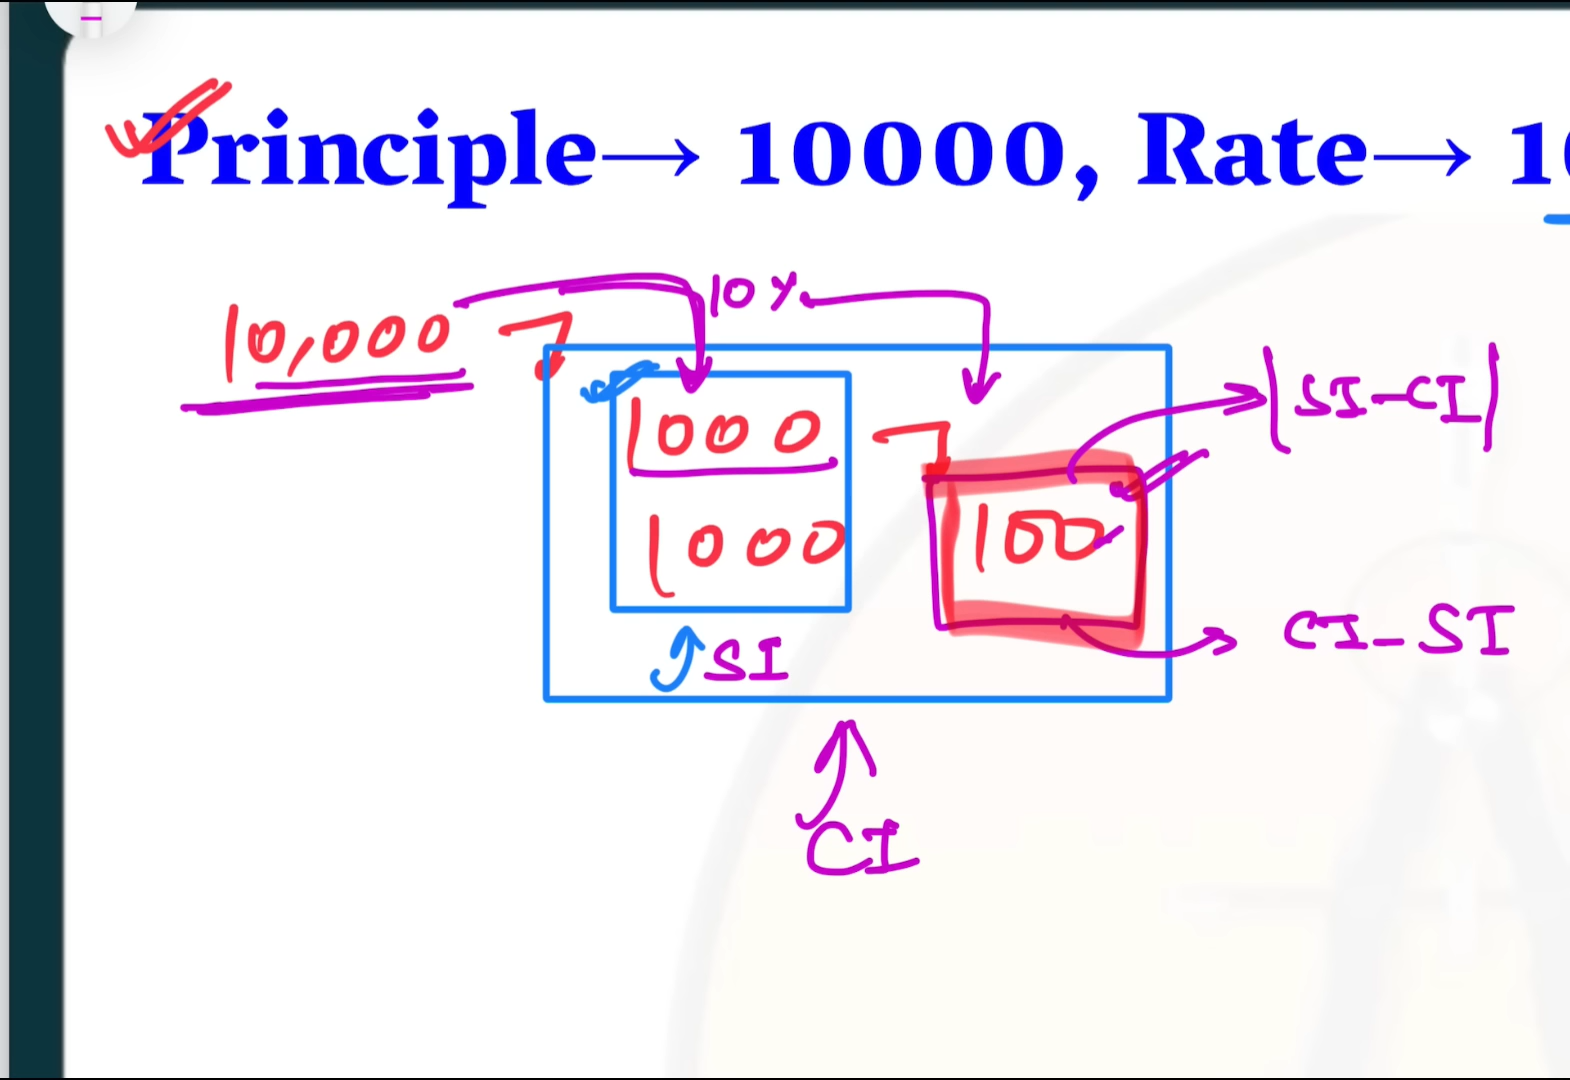 Principle→ 10000, Rate→ 1
10,000
10%
1000
1000
100
|SI-CI|
CI-SI
SI
CI